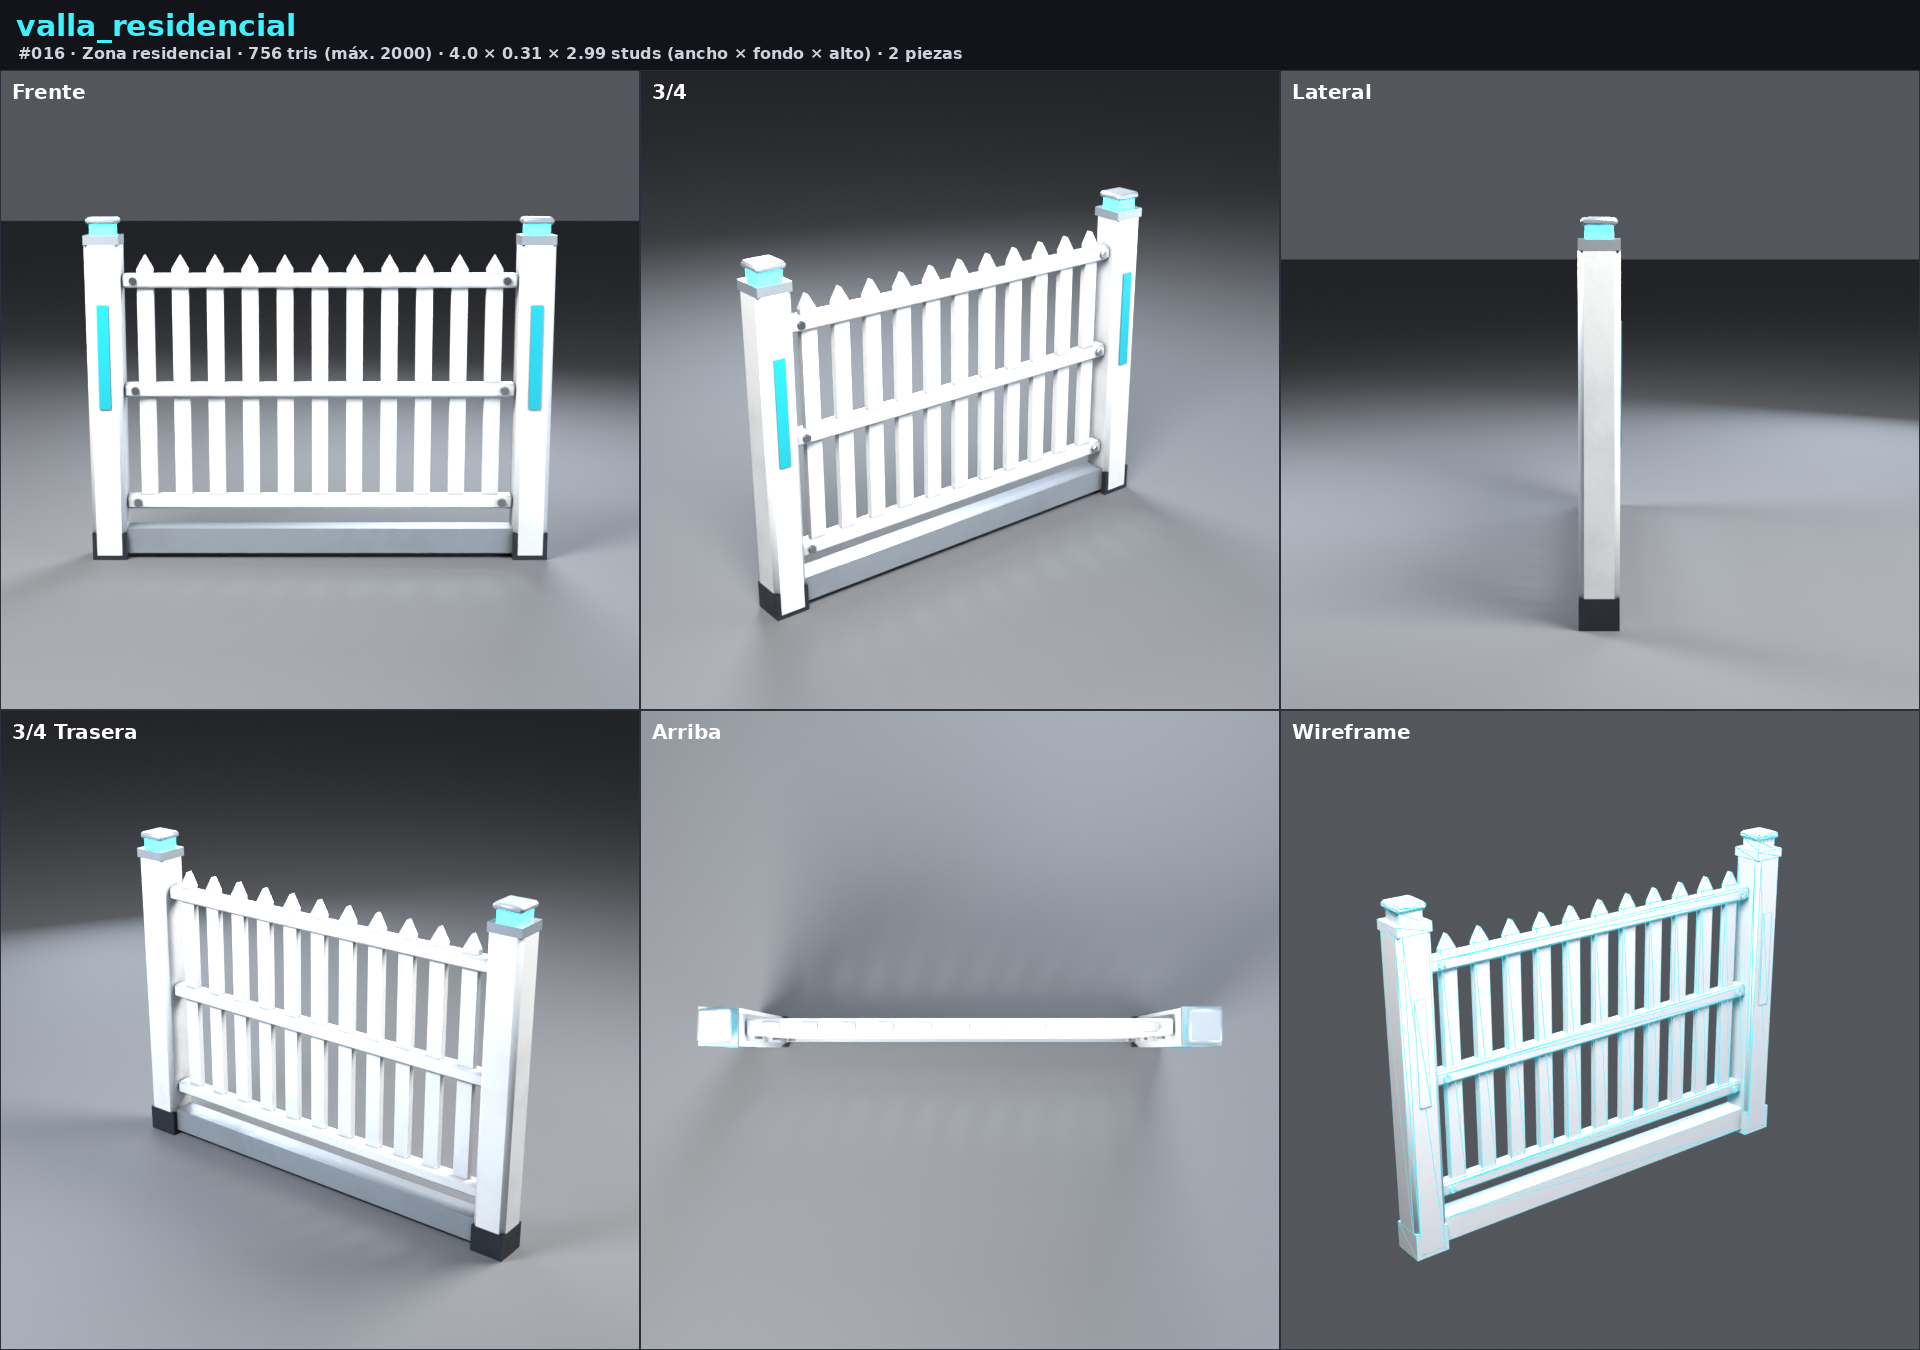 valla_residencial
#016 · Zona residencial · 756 tris (máx. 2000) · 4.0 × 0.31 × 2.99 studs (ancho × fondo × alto) · 2 piezas
Frente
3/4
Lateral
3/4 Trasera
Arriba
Wireframe